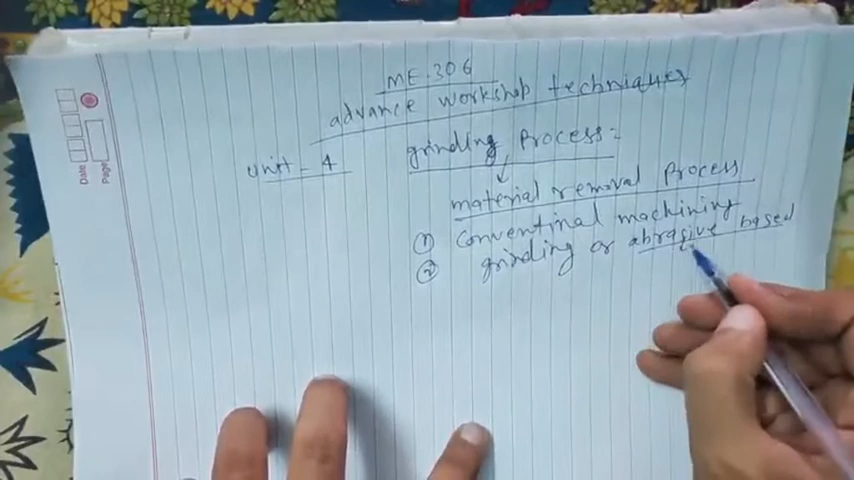 ME.306
advance workshop techniques
unit - 4
grinding Process:-
material removal Process
① Conventinal machining
② grinding or abrasive based
Date
Page